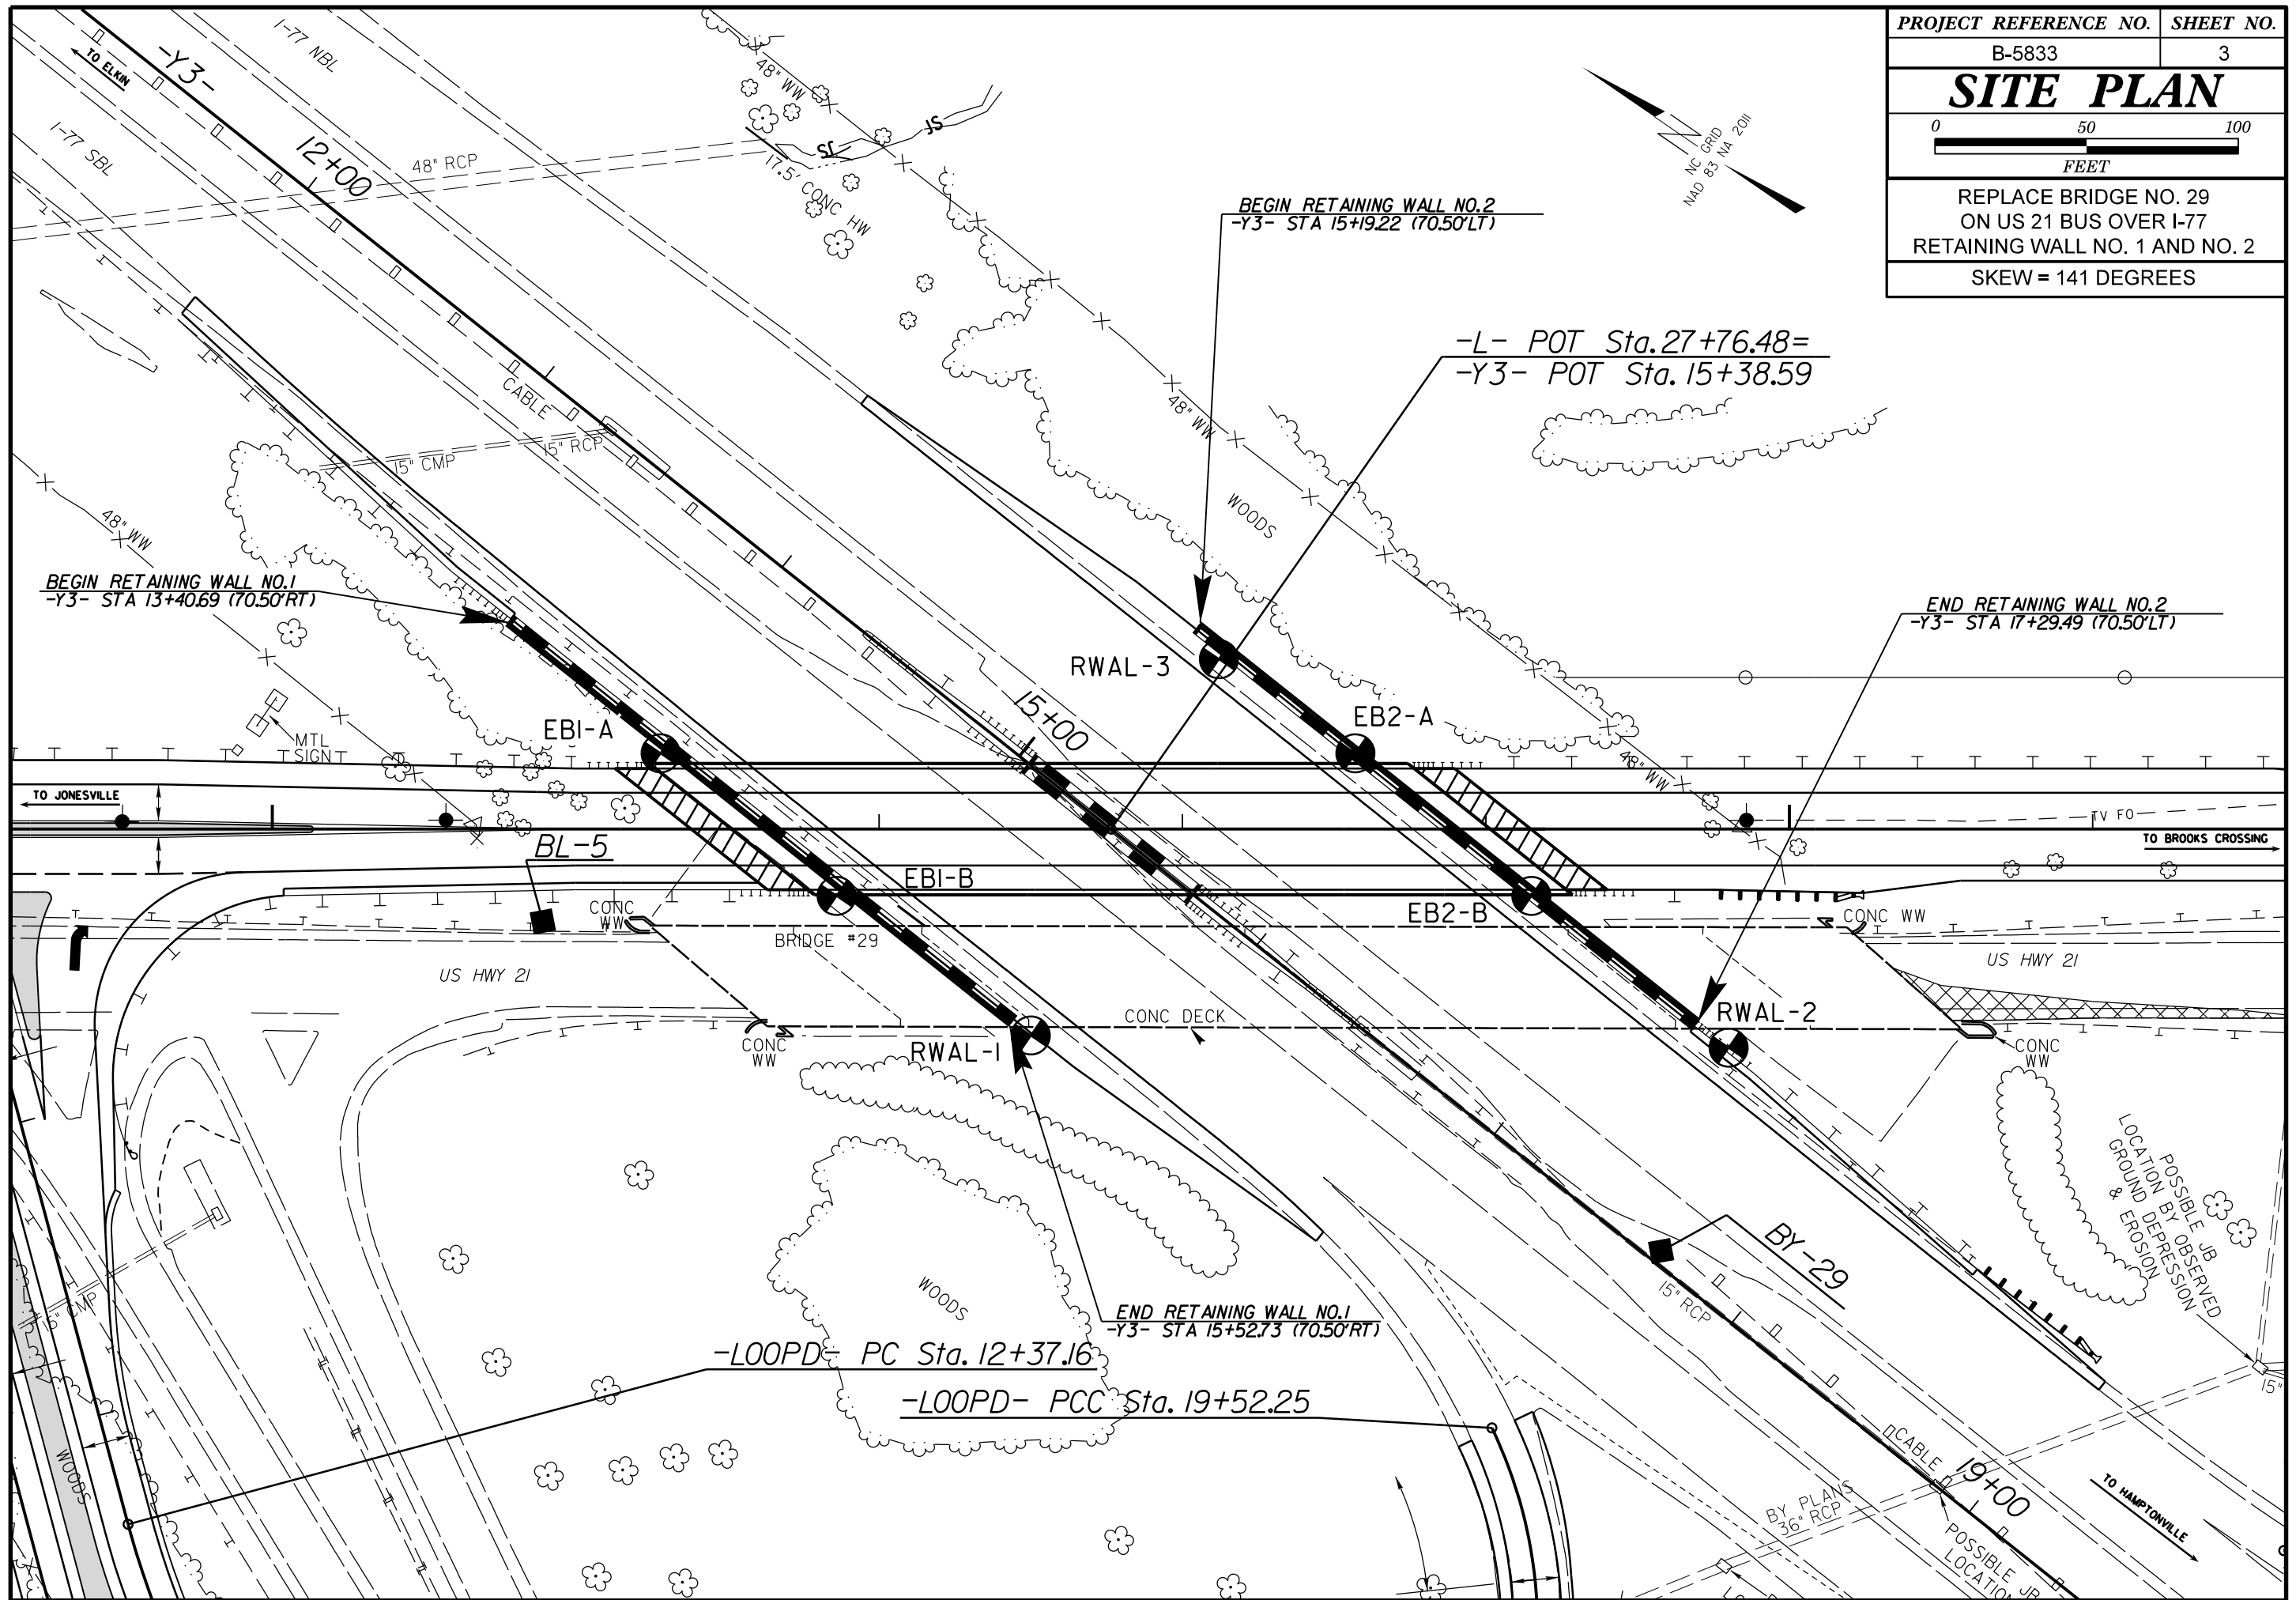 PROJECT REFERENCE NO.
SHEET NO.
B-5833
3
SITE PLAN
0 50 100
FEET
REPLACE BRIDGE NO. 29
ON US 21 BUS OVER I-77
RETAINING WALL NO. 1 AND NO. 2
SKEW = 141 DEGREES
NC GRID
NAD 83 NA 2011
TO ELKIN
-Y3-
I-77 NBL
I-77 SBL
12+00
48" RCP
48" WW
JS
JS
17.5' CONC HW
BEGIN RETAINING WALL NO.2
-Y3- STA 15+19.22 (70.50'LT)
-L- POT Sta. 27+76.48=
-Y3- POT Sta. 15+38.59
CABLE
15" RCP
15" CMP
48" WW
48" WW
WOODS
BEGIN RETAINING WALL NO.1
-Y3- STA 13+40.69 (70.50'RT)
END RETAINING WALL NO.2
-Y3- STA 17+29.49 (70.50'LT)
RWAL-3
EB2-A
EB1-A
15+00
MTL
SIGN
48" WW
TO JONESVILLE
TV FO
TO BROOKS CROSSING
BL-5
EB1-B
EB2-B
CONC
WW
CONC WW
BRIDGE #29
US HWY 21
US HWY 21
CONC DECK
RWAL-2
RWAL-1
CONC
WW
CONC
WW
POSSIBLE JB
LOCATION BY OBSERVED
GROUND DEPRESSION
& EROSION
BY-29
15" RCP
WOODS
END RETAINING WALL NO.1
-Y3- STA 15+52.73 (70.50'RT)
-LOOPD- PC Sta. 12+37.16
-LOOPD- PCC Sta. 19+52.25
CMP
15"
WOODS
CABLE
19+00
BY PLANS
36" RCP
TO HAMPTONVILLE
POSSIBLE JB